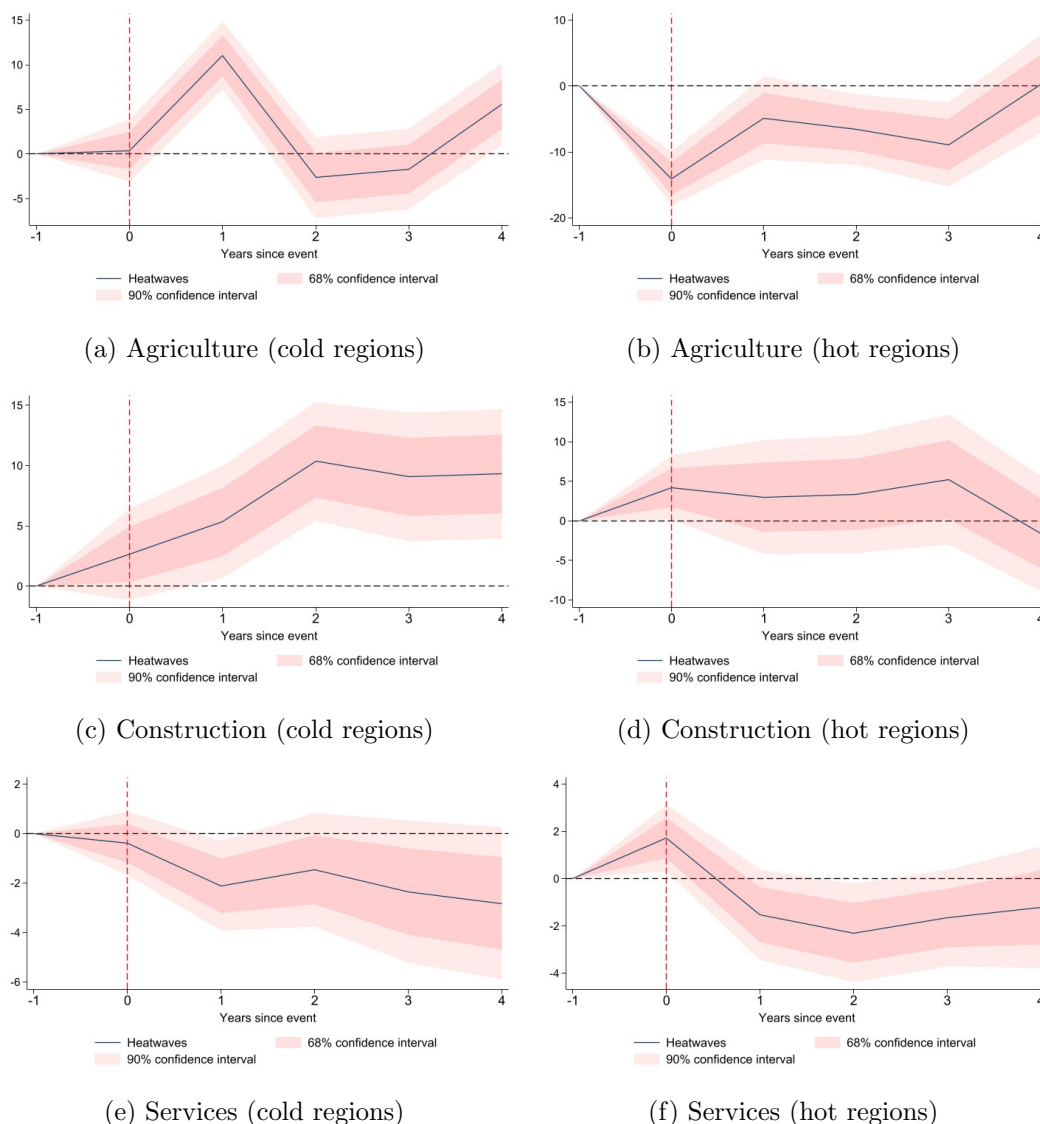 15
10
5
0
-5
-1 0 1 2 3 4
Years since event
Heatwaves 68% confidence interval
90% confidence interval
(a) Agriculture (cold regions)
10
0
-10
-20
-1 0 1 2 3 4
Years since event
Heatwaves 68% confidence interval
90% confidence interval
(b) Agriculture (hot regions)
15
10
5
0
-1 0 1 2 3 4
Years since event
Heatwaves 68% confidence interval
90% confidence interval
(c) Construction (cold regions)
15
10
5
0
-5
-10
-1 0 1 2 3 4
Years since event
Heatwaves 68% confidence interval
90% confidence interval
(d) Construction (hot regions)
2
0
-2
-4
-6
-1 0 1 2 3 4
Years since event
Heatwaves 68% confidence interval
90% confidence interval
(e) Services (cold regions)
4
2
0
-2
-4
-1 0 1 2 3 4
Years since event
Heatwaves 68% confidence interval
90% confidence interval
(f) Services (hot regions)